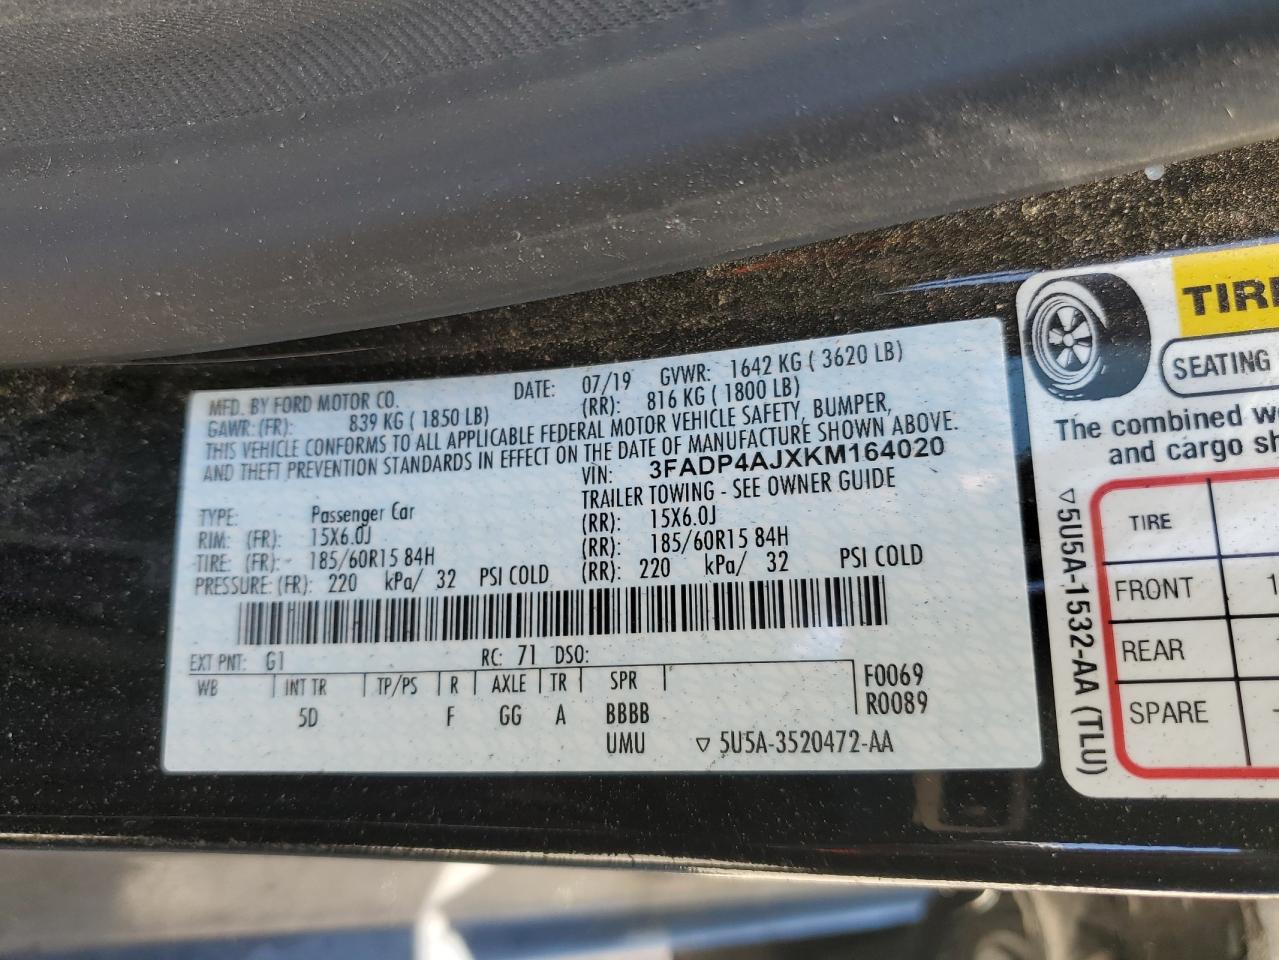 MFD. BY FORD MOTOR CO. DATE: 07/19 GVWR: 1642 KG ( 3620 LB)
GAWR: (FR): 839 KG ( 1850 LB) (RR): 816 KG ( 1800 LB)
THIS VEHICLE CONFORMS TO ALL APPLICABLE FEDERAL MOTOR VEHICLE SAFETY, BUMPER,
AND THEFT PREVENTION STANDARDS IN EFFECT ON THE DATE OF MANUFACTURE SHOWN ABOVE.
VIN: 3FADP4AJXKM164020
TRAILER TOWING - SEE OWNER GUIDE
TYPE: Passenger Car
RIM: (FR): 15X6.0J (RR): 15X6.0J
TIRE: (FR): 185/60R15 84H (RR): 185/60R15 84H
PRESSURE: (FR): 220 kPa/ 32 PSI COLD (RR): 220 kPa/ 32 PSI COLD
EXT PNT: G1 RC: 71 DSO:
WB INT TR TP/PS R AXLE TR SPR F0069
5D F GG A BBBB R0089
UMU ▽ 5U5A-3520472-AA
SEATING
The combined
and cargo
▽5U5A-1532-AA (TLU)
TIRE
FRONT
REAR
SPARE